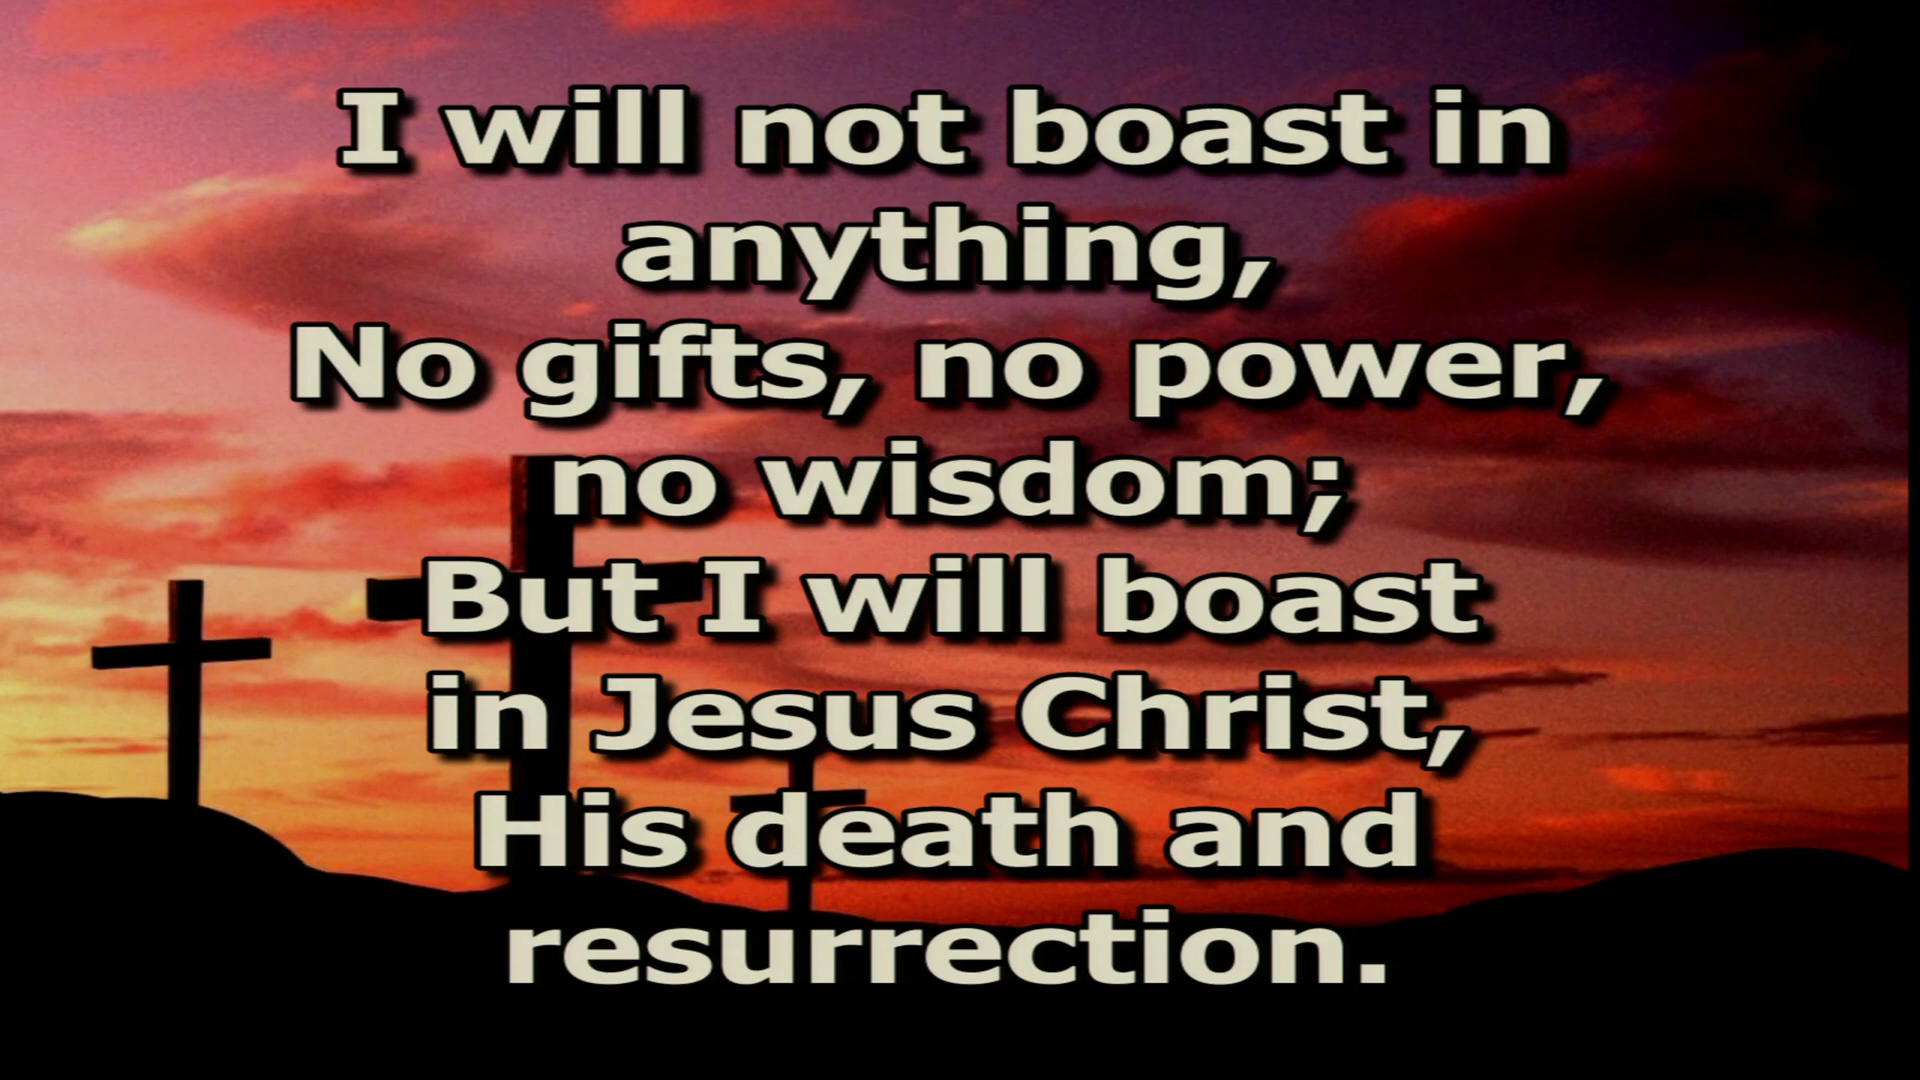 I will not boast in
anything,
No gifts, no power,
no wisdom;
But I will boast
in Jesus Christ,
His death and
resurrection.